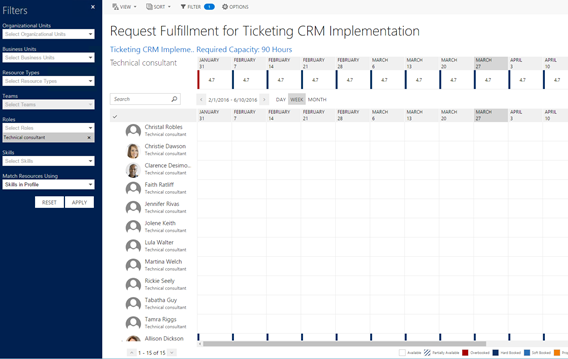 Filters
×
Organizational Units
Select Organizational Units
Business Units
Select Business Units
Resource Types
Select Resource Types
Teams
Select Teams
Roles
Select Roles
Technical consultant ×
Skills
Select Skills
Match Resources Using
Skills in Profile
RESET APPLY
VIEW SORT FILTER 1 OPTIONS
Request Fulfillment for Ticketing CRM Implementation
Ticketing CRM Impleme.. Required Capacity: 90 Hours
Technical consultant
JANUARY 31 FEBRUARY 7 FEBRUARY 14 FEBRUARY 21 FEBRUARY 28 MARCH 6 MARCH 13 MARCH 20 MARCH 27 APRIL 3 APRIL 10
4.7 4.7 4.7 4.7 4.7 4.7 4.7 4.7 4.7 4.7 4.7
Search
2/1/2016 - 6/10/2016 DAY WEEK MONTH
JANUARY 31 FEBRUARY 7 FEBRUARY 14 FEBRUARY 21 FEBRUARY 28 MARCH 6 MARCH 13 MARCH 20 MARCH 27 APRIL 3 APRIL 10
Christal Robles
Technical consultant
Christie Dawson
Technical consultant
Clarence Desimo..
Technical consultant
Faith Ratliff
Technical consultant
Jennifer Rivas
Technical consultant
Jolene Keith
Technical consultant
Lula Walter
Technical consultant
Martina Welch
Technical consultant
Rickie Seely
Technical consultant
Tabatha Guy
Technical consultant
Tamra Riggs
Technical consultant
Allison Dickson
1 - 15 of 15
Available Partially Available Overbooked Hard Booked Soft Booked